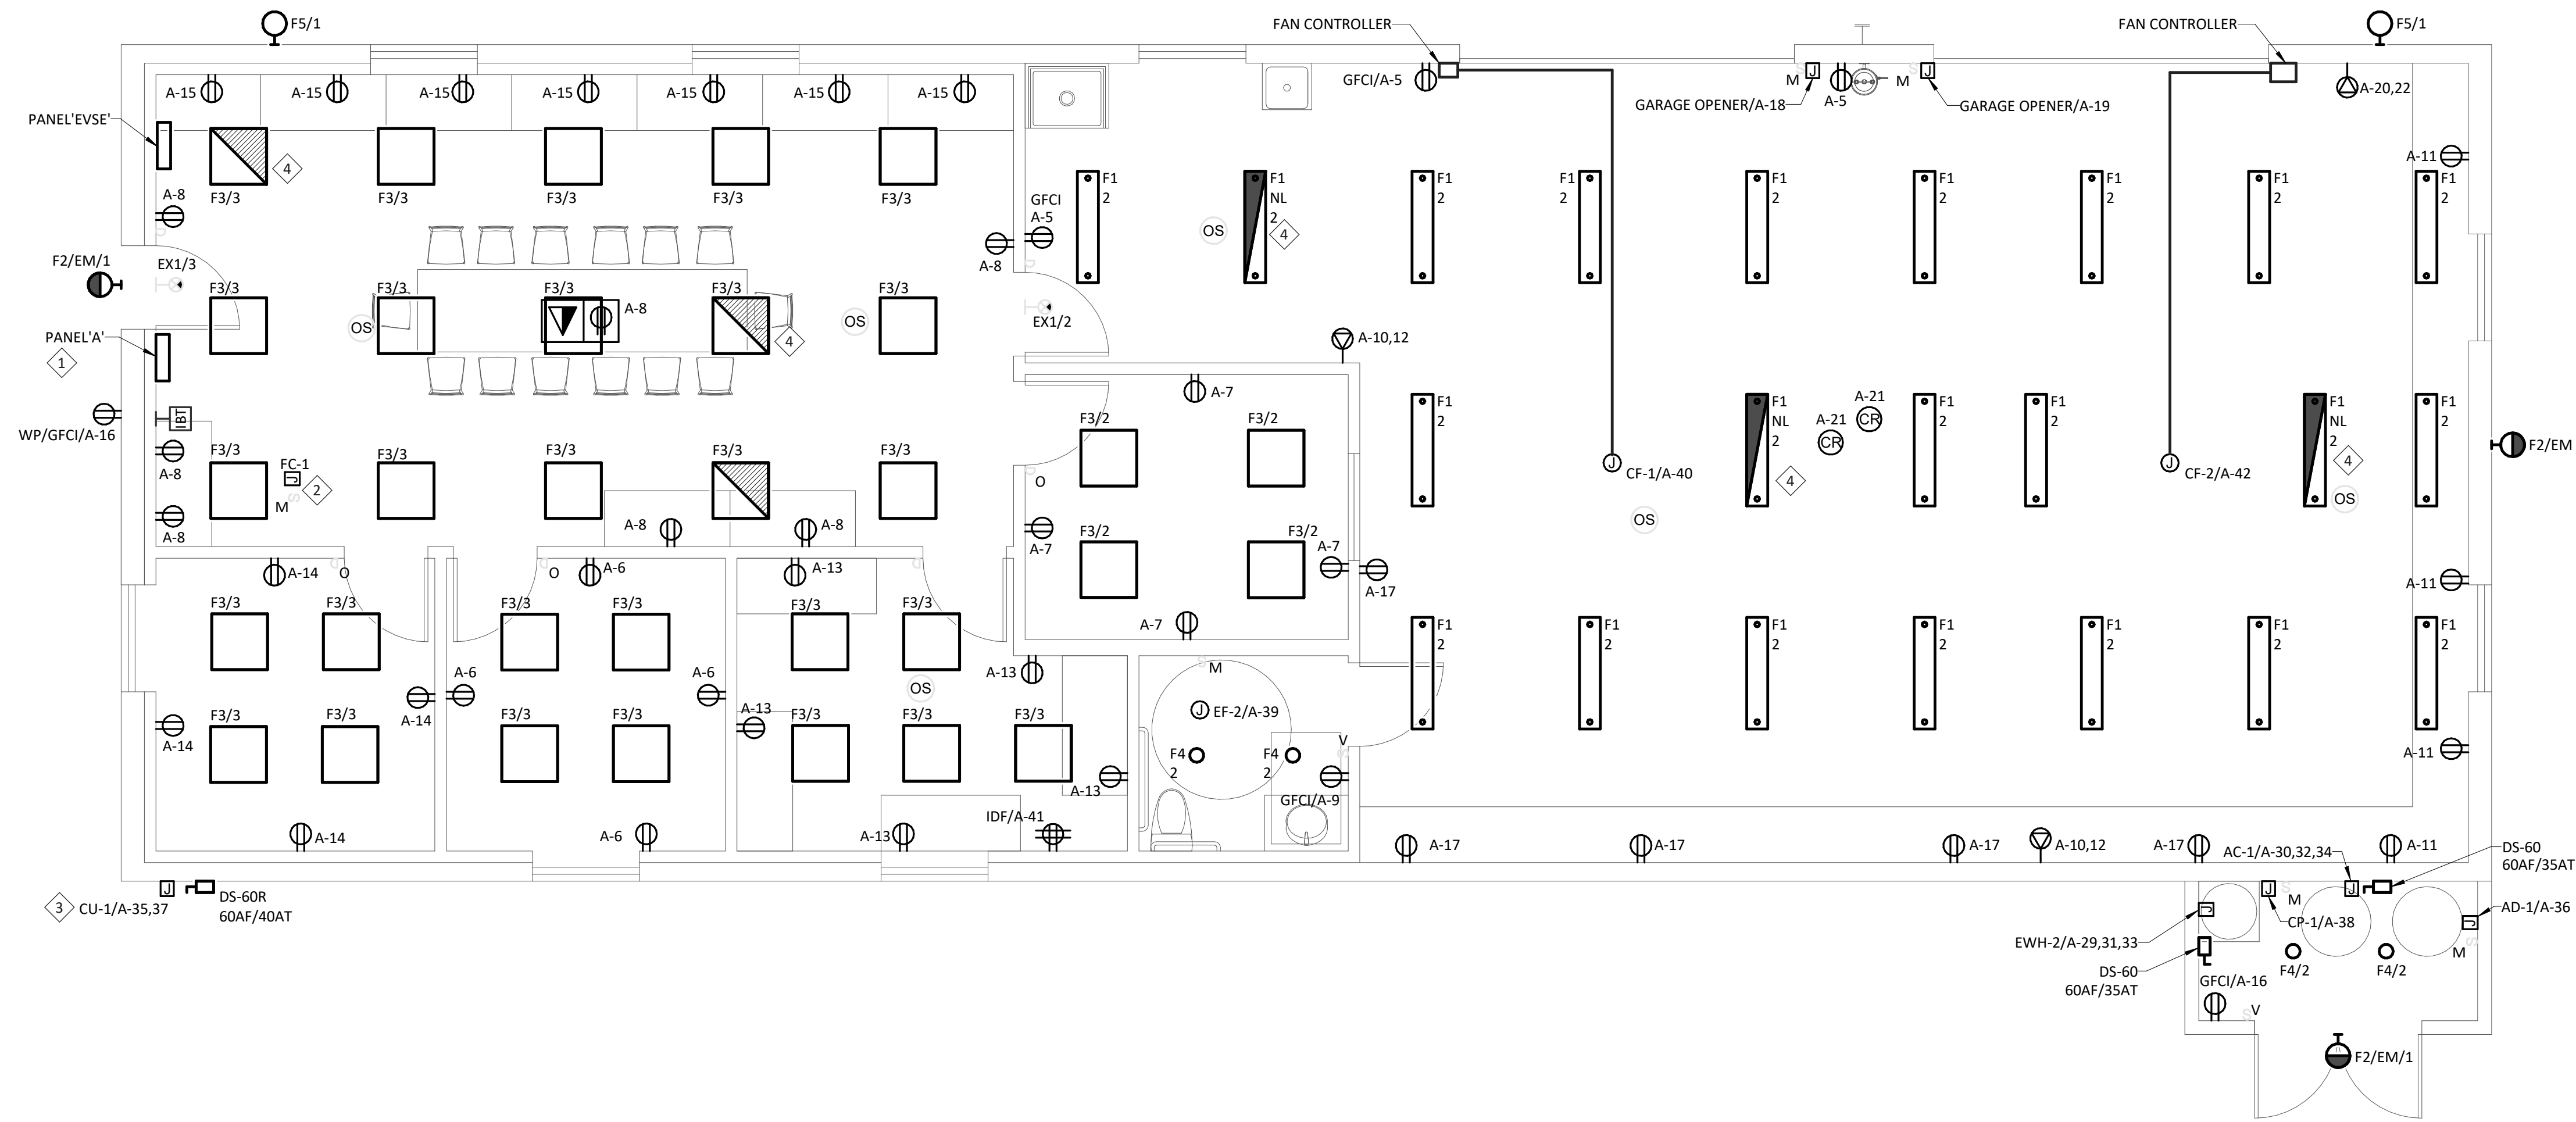 F5/1
FAN CONTROLLER
FAN CONTROLLER
F5/1
A-15
A-15
A-15
A-15
A-15
A-15
A-15
GFCI/A-5
M
J
A-5
M
J
A-20,22
GARAGE OPENER/A-18
GARAGE OPENER/A-19
PANEL'EVSE'
4
A-11
F3/3
F3/3
F3/3
F3/3
F3/3
F1
2
F1
NL
2
F1
2
F1
2
F1
2
F1
2
F1
2
F1
2
F1
2
A-8
GFCI
A-5
OS
4
A-8
F2/EM/1
EX1/3
F3/3
F3/3
F3/3
F3/3
F3/3
A-8
OS
OS
4
EX1/2
PANEL'A'
1
A-10,12
A-7
IBT
WP/GFCI/A-16
A-8
F3/3
F3/3
F3/3
F3/3
F3/3
FC-1
J
2
S
M
A-8
F3/2
F3/2
O
F1
2
F1
NL
2
4
A-21
CR
A-21
CR
F1
2
F1
2
F1
NL
2
4
OS
F1
2
F2/EM
J
CF-1/A-40
J
CF-2/A-42
OS
A-8
A-8
A-7
F3/2
F3/2
A-7
A-17
A-14
O
O
A-6
A-13
A-11
F3/3
F3/3
F3/3
F3/3
F3/3
F3/3
A-7
F1
2
F1
2
F1
2
F1
2
F1
2
F1
2
F1
2
A-14
A-14
A-6
A-6
OS
A-13
A-13
S
M
J
EF-2/A-39
F3/3
F3/3
F3/3
F3/3
F3/3
F3/3
F3/3
A-13
F4
2
F4
2
V
S
GFCI/A-9
A-11
A-14
A-6
A-13
IDF/A-41
A-17
A-17
A-17
A-10,12
A-17
A-11
AC-1/A-30,32,34
DS-60
60AF/35AT
3
CU-1/A-35,37
J
DS-60R
60AF/40AT
J
S
M
J
CP-1/A-38
J
AD-1/A-36
S
M
J
EWH-2/A-29,31,33
DS-60
60AF/35AT
F4/2
F4/2
GFCI/A-16
S
V
F2/EM/1